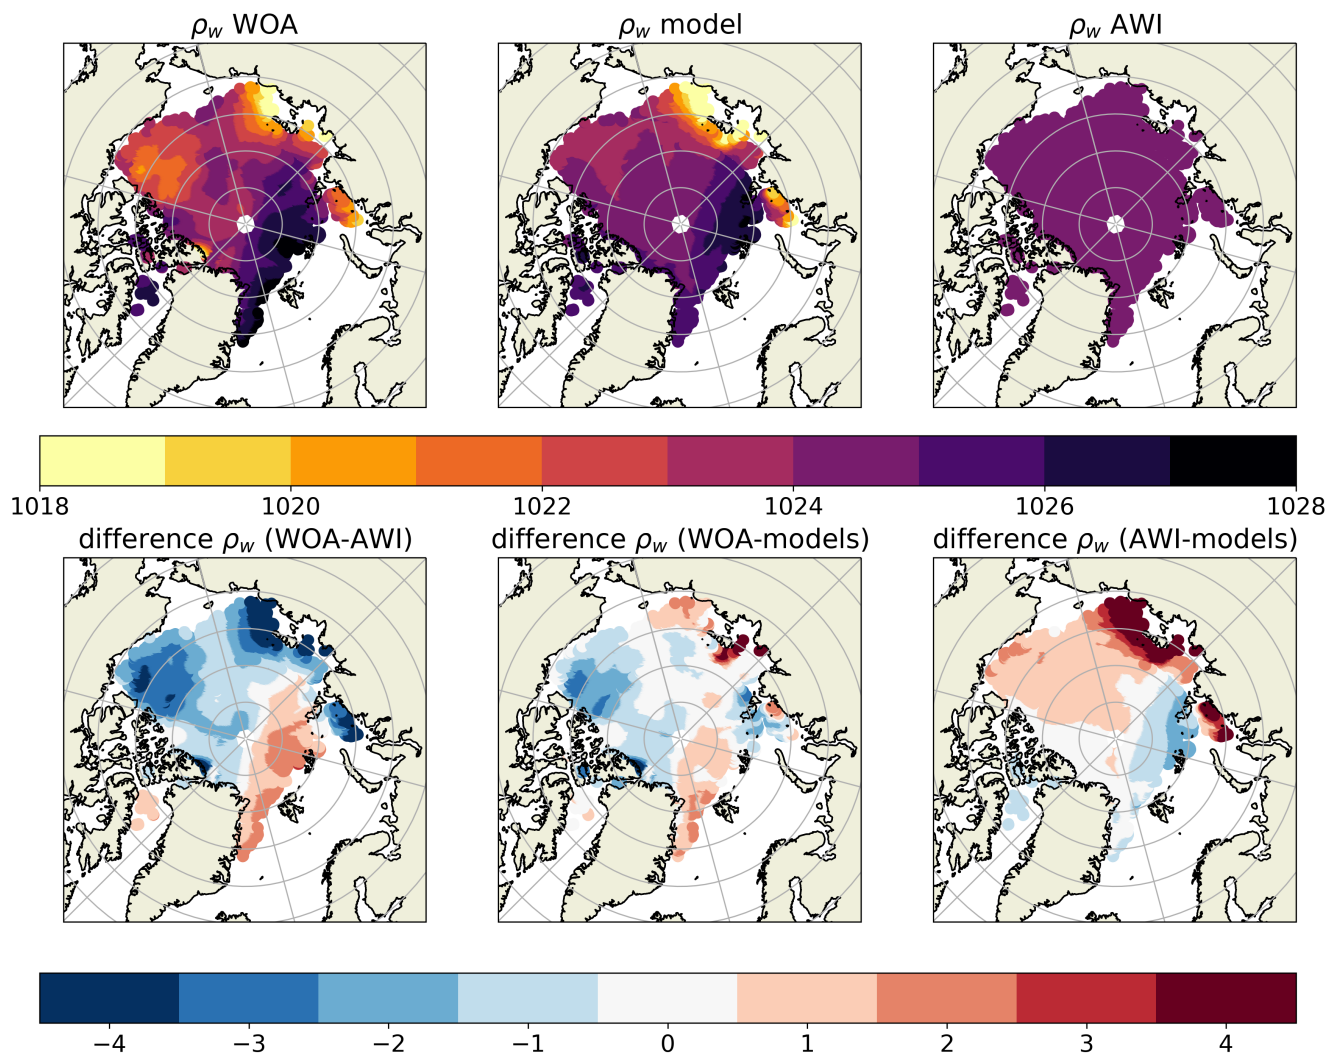 ρw WOA
ρw model
ρw AWI
1018 1020 1022 1024 1026 1028
difference ρw (WOA-AWI)
difference ρw (WOA-models)
difference ρw (AWI-models)
−4 −3 −2 −1 0 1 2 3 4